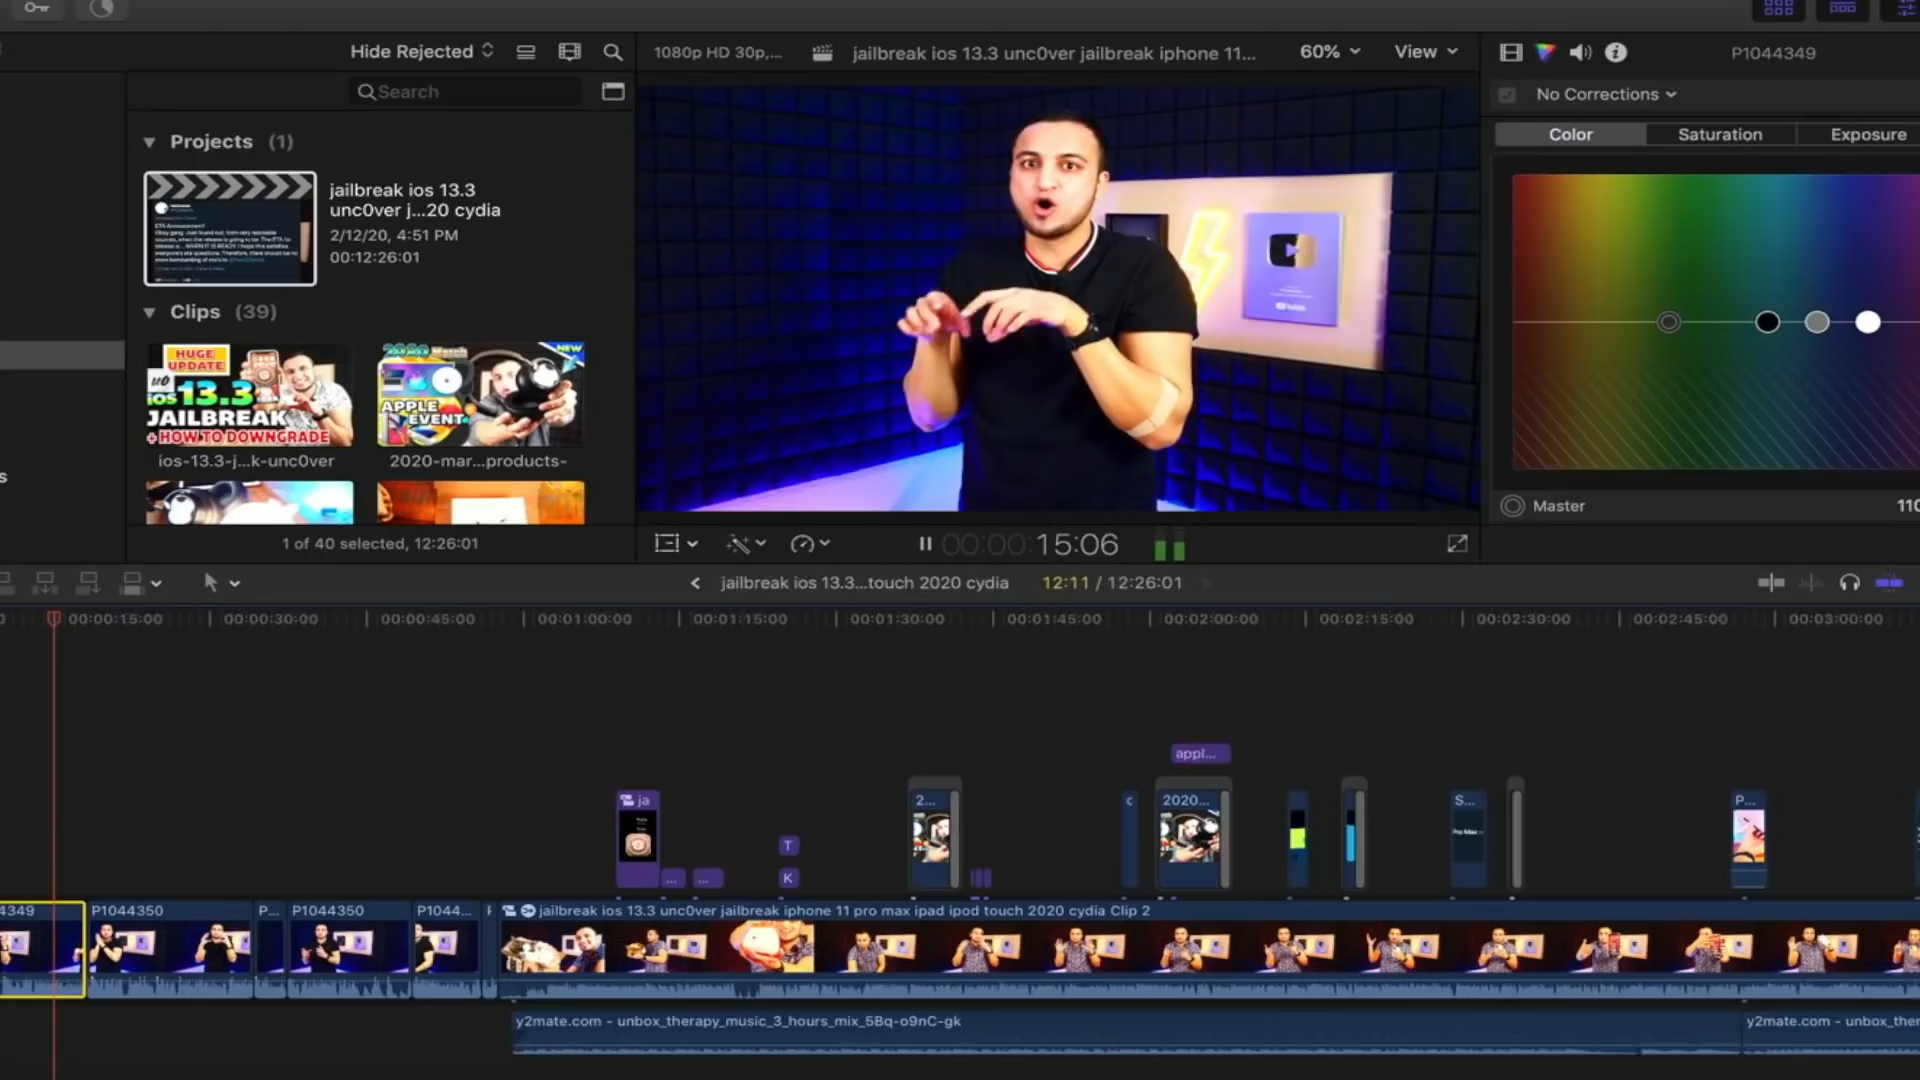 Hide Rejected
1080p HD 30p,...
jailbreak ios 13.3 unc0ver jailbreak iphone 11...
60%
View
P1044349
Search
No Corrections
Color
Saturation
Exposure
Projects (1)
jailbreak ios 13.3
unc0ver j...20 cydia
2/12/20, 4:51 PM
00:12:26:01
Clips (39)
HUGE
UPDATE
iOS 13.3
JAILBREAK
+ HOW TO DOWNGRADE
2020 March
NEW
APPLE
EVENT
ios-13.3-j...k-unc0ver
2020-mar...products-
Master
110
1 of 40 selected, 12:26:01
00:00:15:06
jailbreak ios 13.3...touch 2020 cydia
12:11 / 12:26:01
00:00:15:00
00:00:30:00
00:00:45:00
00:01:00:00
00:01:15:00
00:01:30:00
00:01:45:00
00:02:00:00
00:02:15:00
00:02:30:00
00:02:45:00
00:03:00:00
appl...
ja
2...
c
2020...
S...
P...
Pro Max
T
...
...
K
4349
P1044350
P...
P1044350
P1044...
jailbreak ios 13.3 unc0ver jailbreak iphone 11 pro max ipad ipod touch 2020 cydia Clip 2
y2mate.com - unbox_therapy_music_3_hours_mix_5Bq-o9nC-gk
y2mate.com - unbox_ther